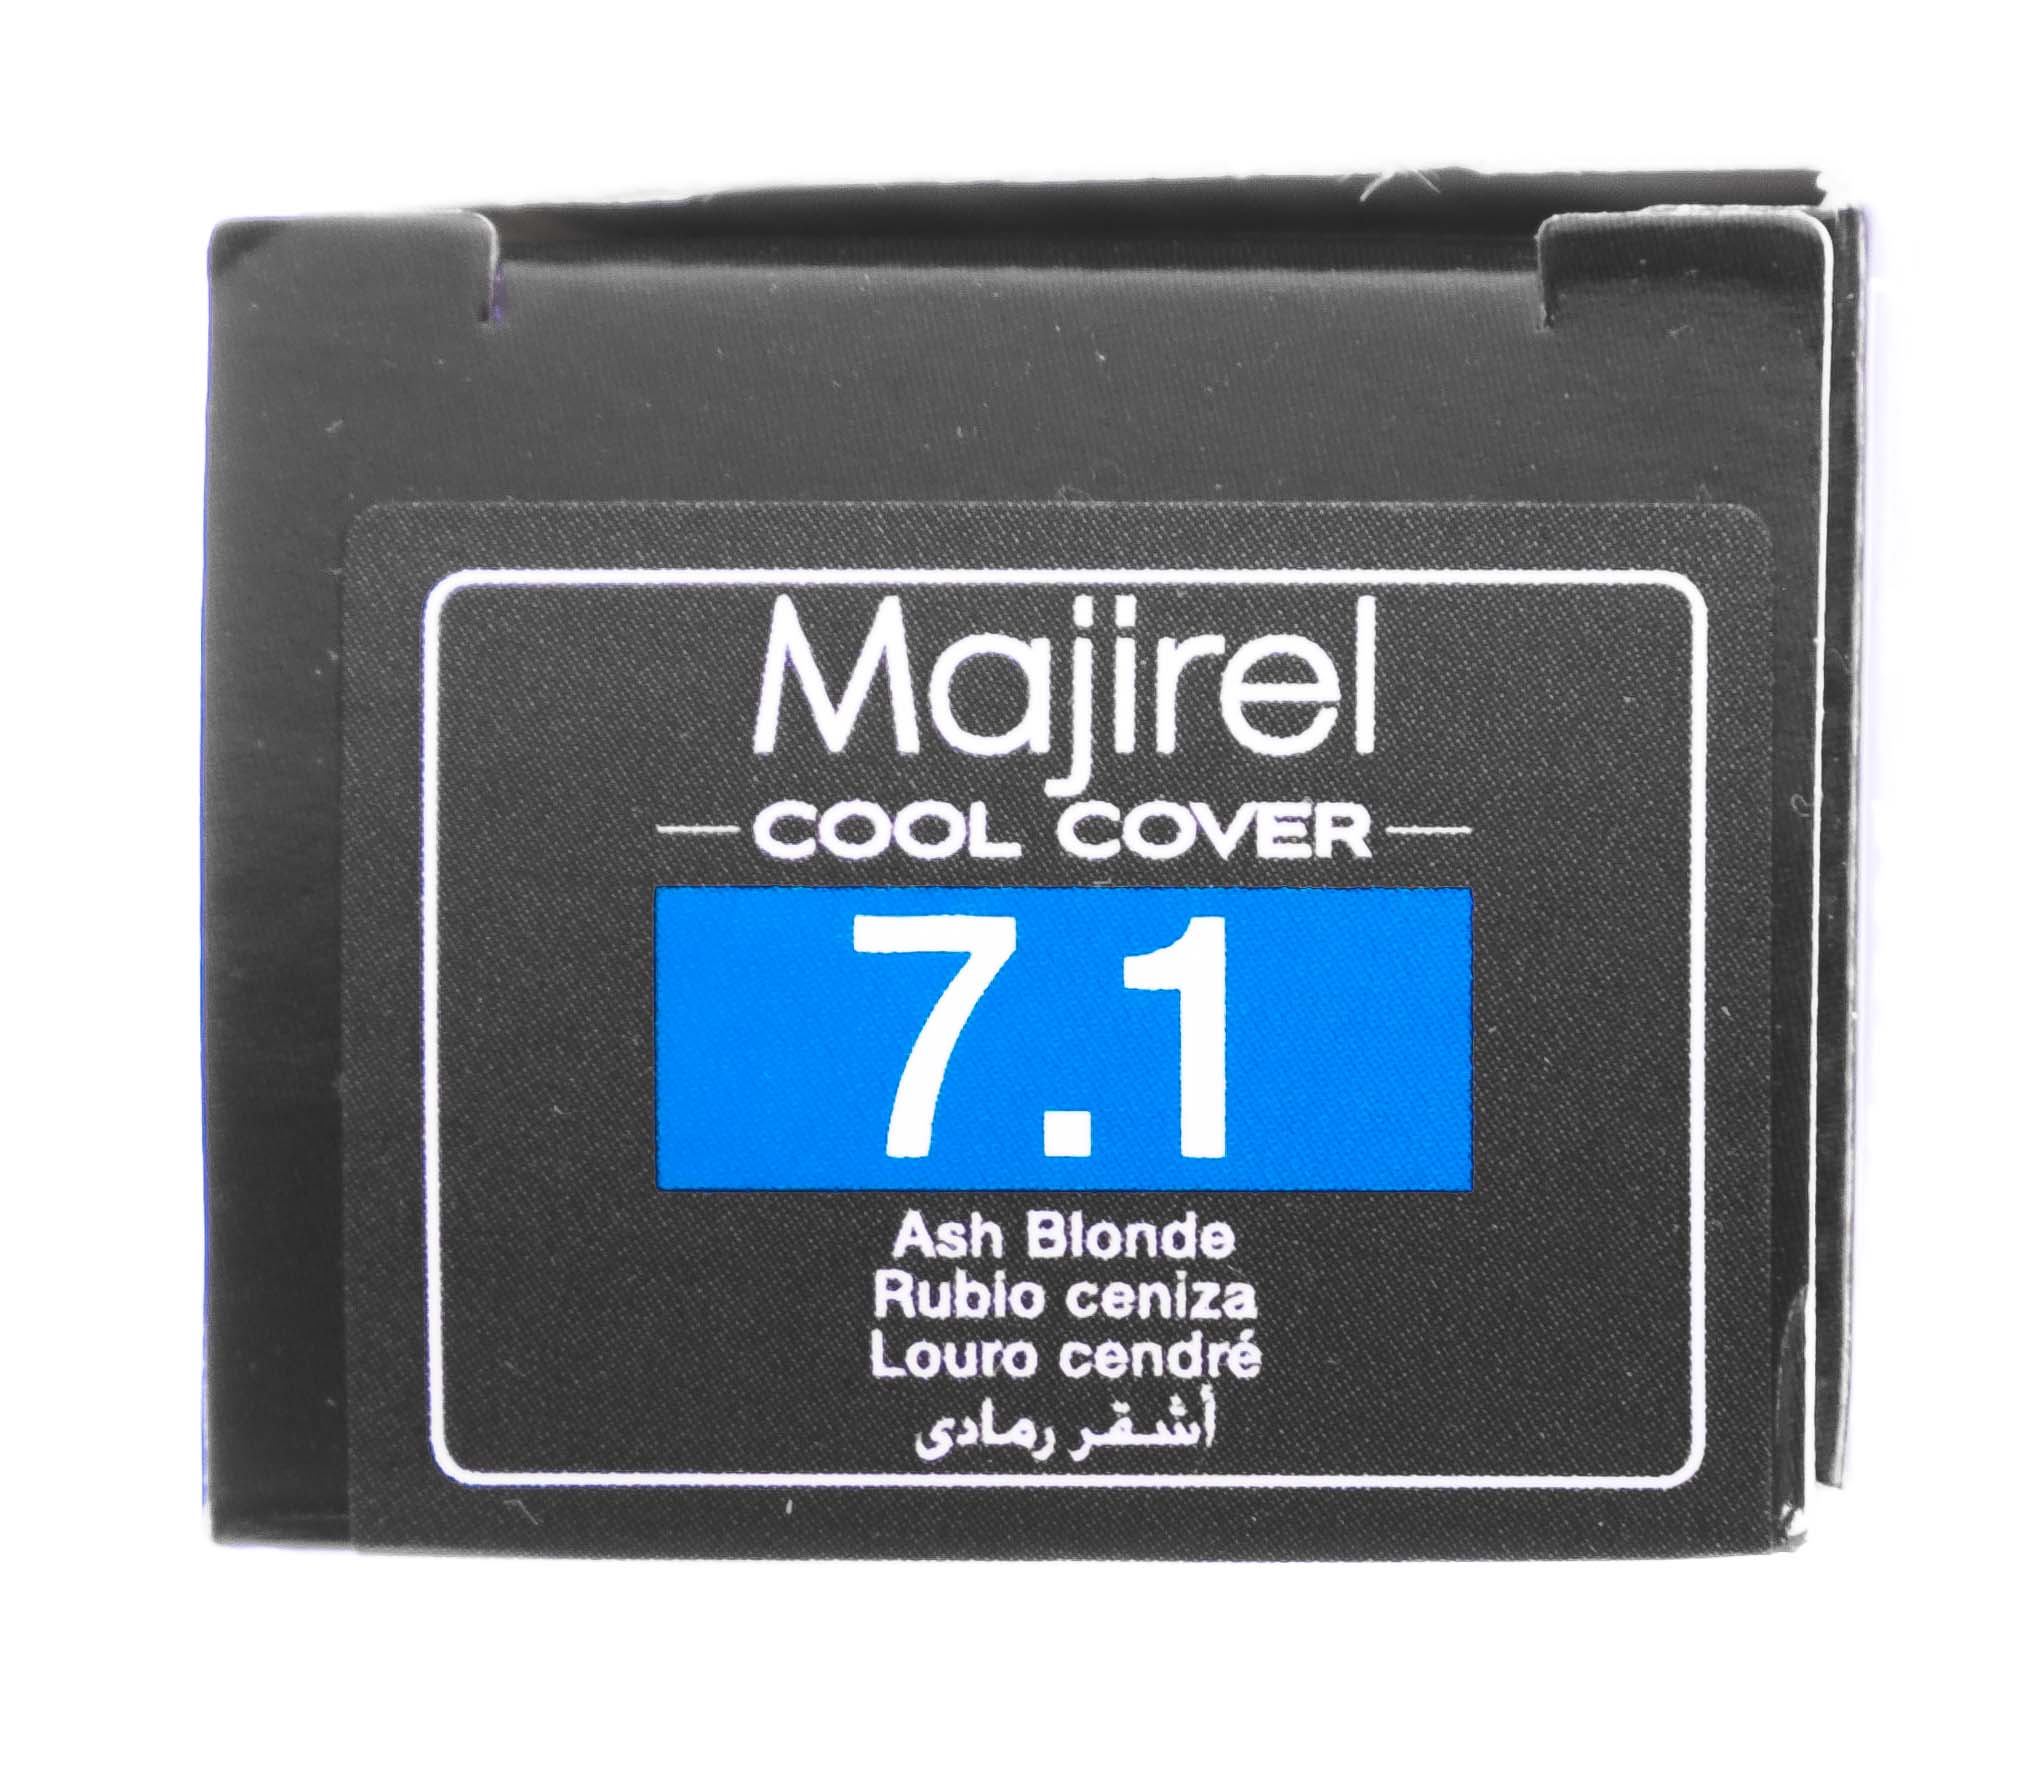 Majirel
COOL COVER
7.1
Ash Blonde
Rubio ceniza
Louro cendré
أشقر رمادى